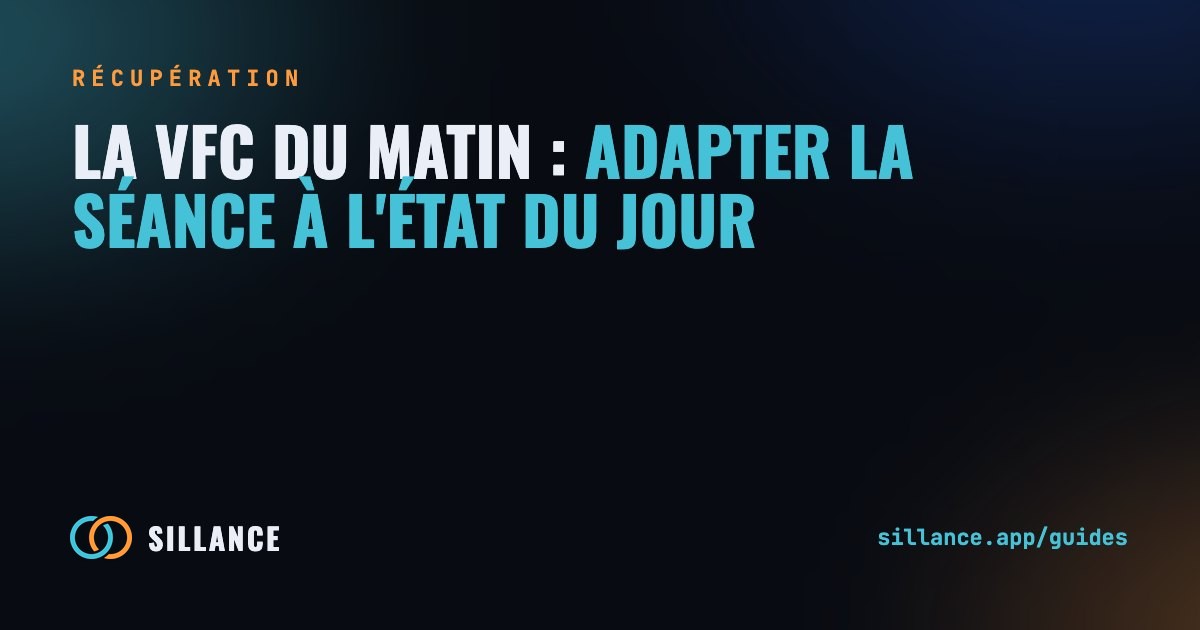 RÉCUPÉRATION
LA VFC DU MATIN : ADAPTER LA
SÉANCE À L'ÉTAT DU JOUR
SILLANCE
sillance.app/guides